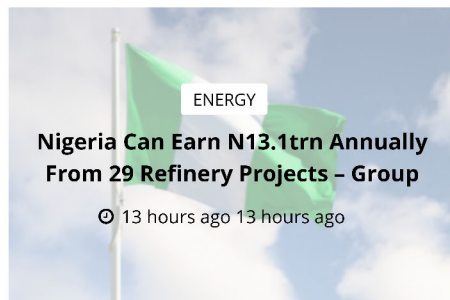 ENERGY
Nigeria Can Earn N13.1trn Annually
From 29 Refinery Projects – Group
13 hours ago 13 hours ago